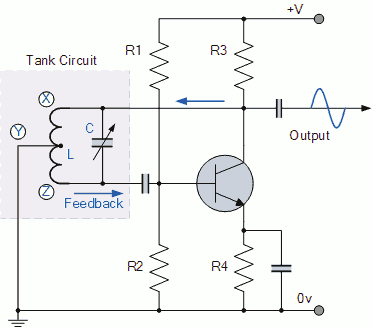 +V
R1
R3
Tank Circuit
X
Y
C
L
Output
Z
Feedback
R2
R4
0v